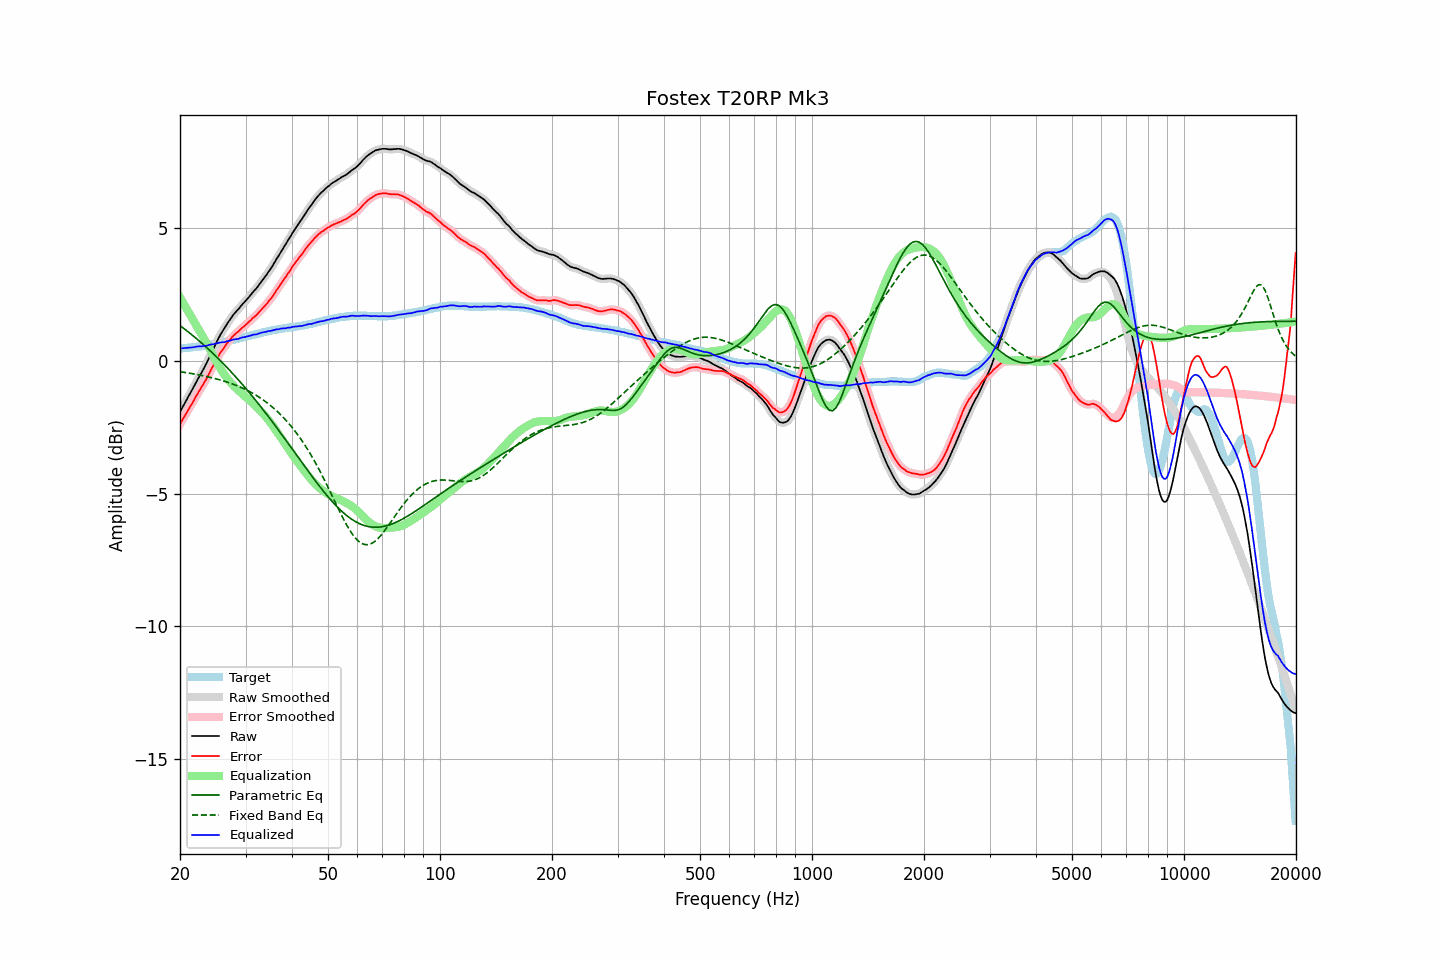 Fostex T20RP Mk3
Amplitude (dBr)
5
0
−5
−10
−15
Target
Raw Smoothed
Error Smoothed
Raw
Error
Equalization
Parametric Eq
Fixed Band Eq
Equalized
20 50 100 200 500 1000 2000 5000 10000 20000
Frequency (Hz)